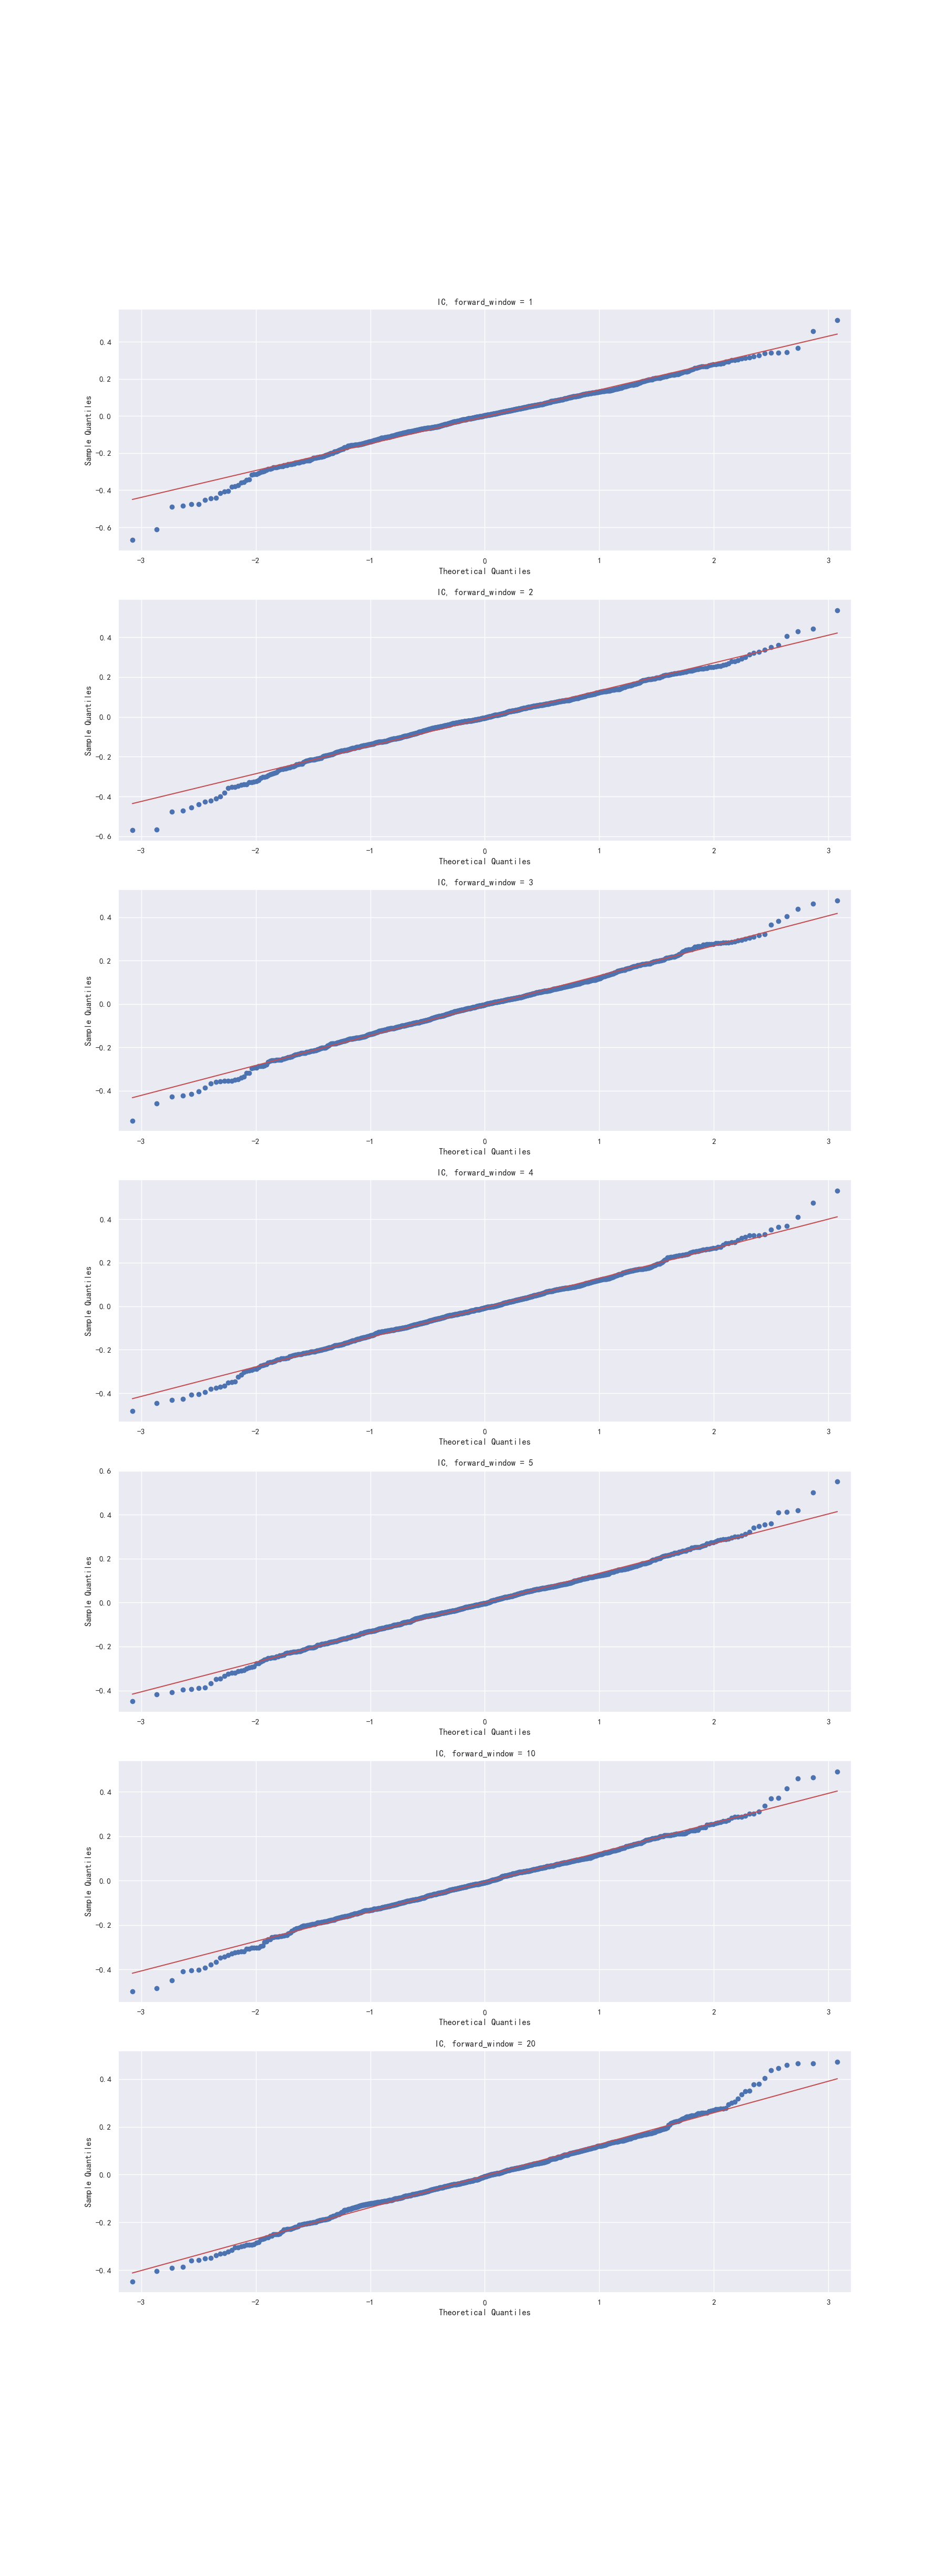 IC, forward_window = 1
0.4
0.2
0.0
-0.2
-0.4
-0.6
Sample Quantiles
-3 -2 -1 0 1 2 3
Theoretical Quantiles
IC, forward_window = 2
0.4
0.2
0.0
-0.2
-0.4
-0.6
Sample Quantiles
-3 -2 -1 0 1 2 3
Theoretical Quantiles
IC, forward_window = 3
0.4
0.2
0.0
-0.2
-0.4
Sample Quantiles
-3 -2 -1 0 1 2 3
Theoretical Quantiles
IC, forward_window = 4
0.4
0.2
0.0
-0.2
-0.4
Sample Quantiles
-3 -2 -1 0 1 2 3
Theoretical Quantiles
IC, forward_window = 5
0.6
0.4
0.2
0.0
-0.2
-0.4
Sample Quantiles
-3 -2 -1 0 1 2 3
Theoretical Quantiles
IC, forward_window = 10
0.4
0.2
0.0
-0.2
-0.4
Sample Quantiles
-3 -2 -1 0 1 2 3
Theoretical Quantiles
IC, forward_window = 20
0.4
0.2
0.0
-0.2
-0.4
Sample Quantiles
-3 -2 -1 0 1 2 3
Theoretical Quantiles